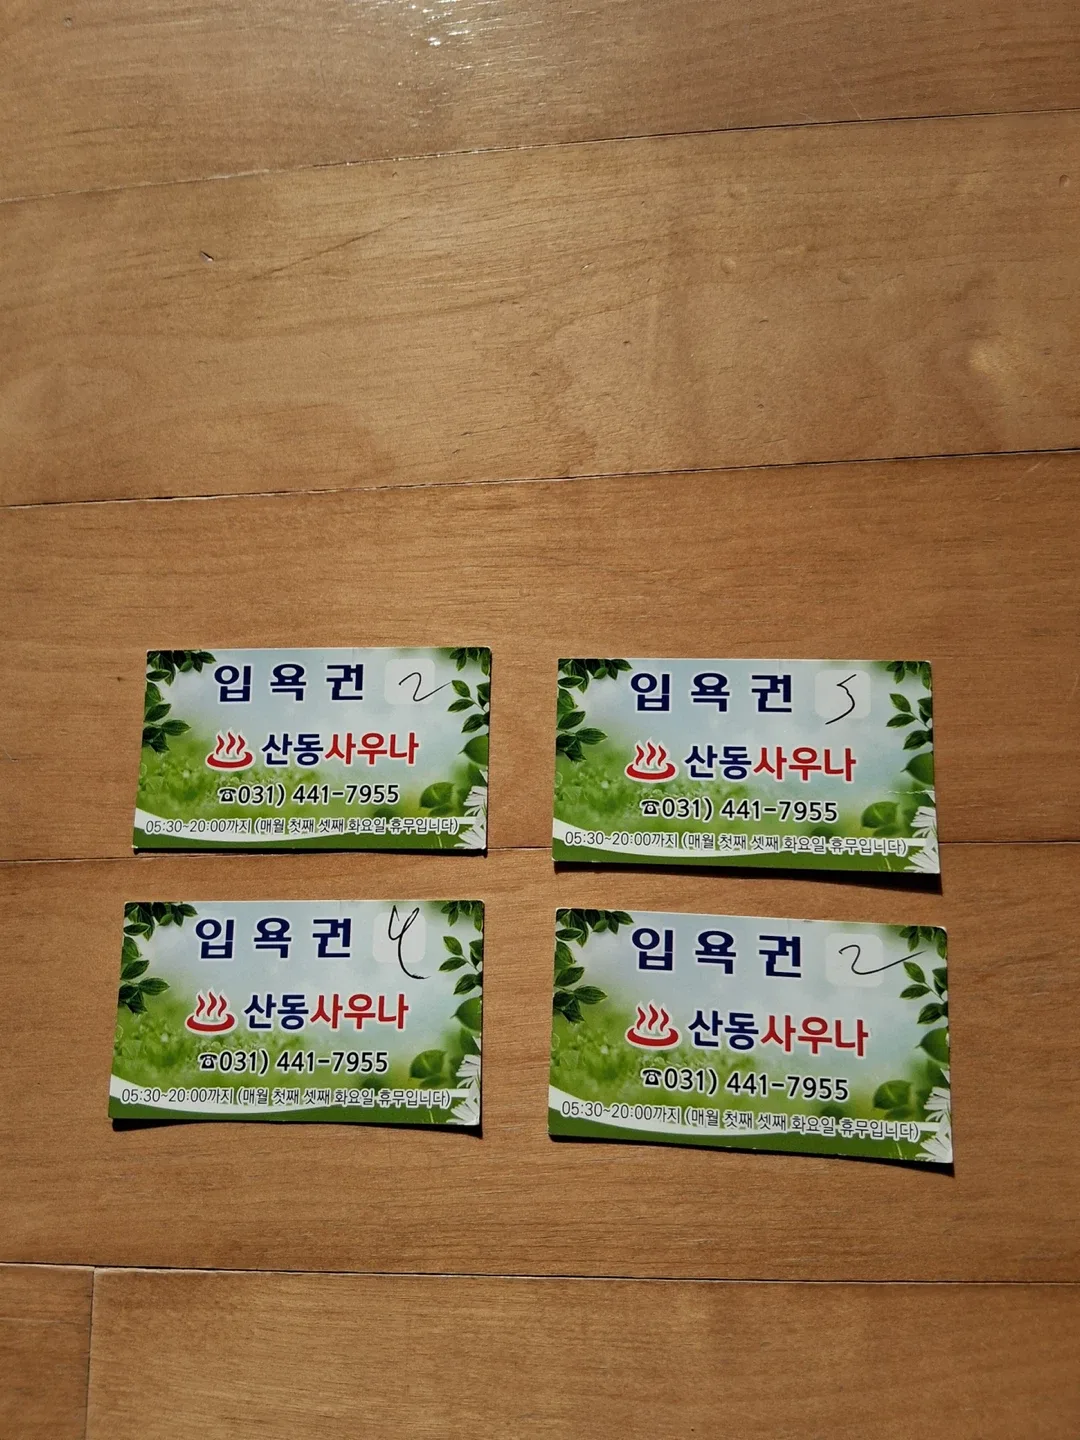 입욕권 2
산동사우나
☎031) 441-7955
05:30~20:00까지 (매월 첫째 셋째 화요일 휴무입니다)
입욕권 5
산동사우나
☎031) 441-7955
05:30~20:00까지 (매월 첫째 셋째 화요일 휴무입니다)
입욕권 4
산동사우나
☎031) 441-7955
05:30~20:00까지 (매월 첫째 셋째 화요일 휴무입니다)
입욕권 2
산동사우나
☎031) 441-7955
05:30~20:00까지 (매월 첫째 셋째 화요일 휴무입니다)